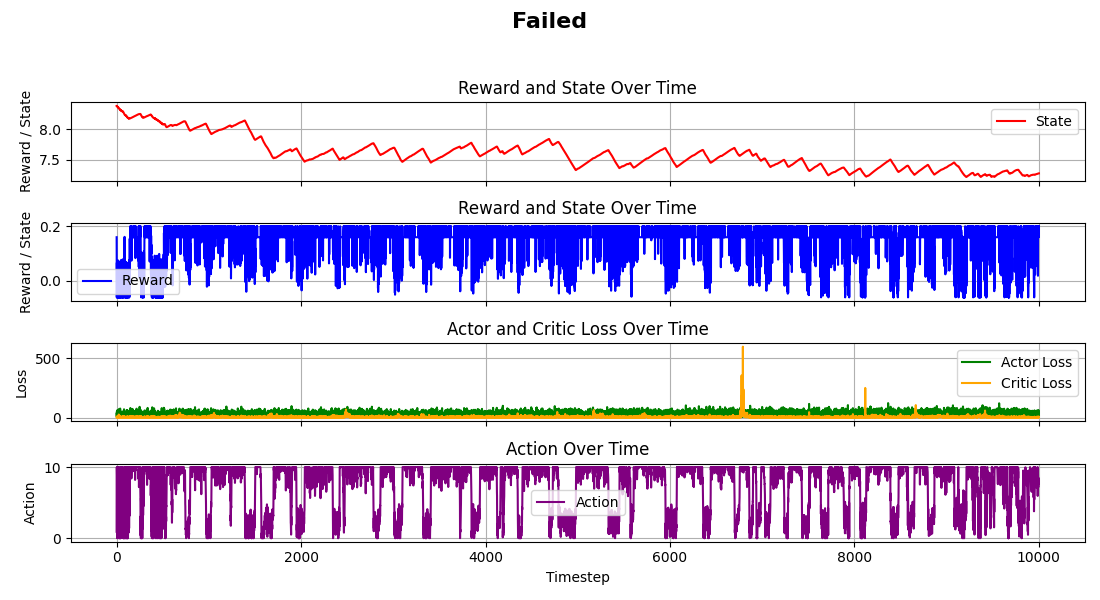 Failed
Reward and State Over Time
Reward / State
8.0
7.5
State
Reward and State Over Time
Reward / State
0.2
0.0
Reward
Actor and Critic Loss Over Time
Loss
500
0
Actor Loss
Critic Loss
Action Over Time
Action
10
0
Action
0 2000 4000 6000 8000 10000
Timestep